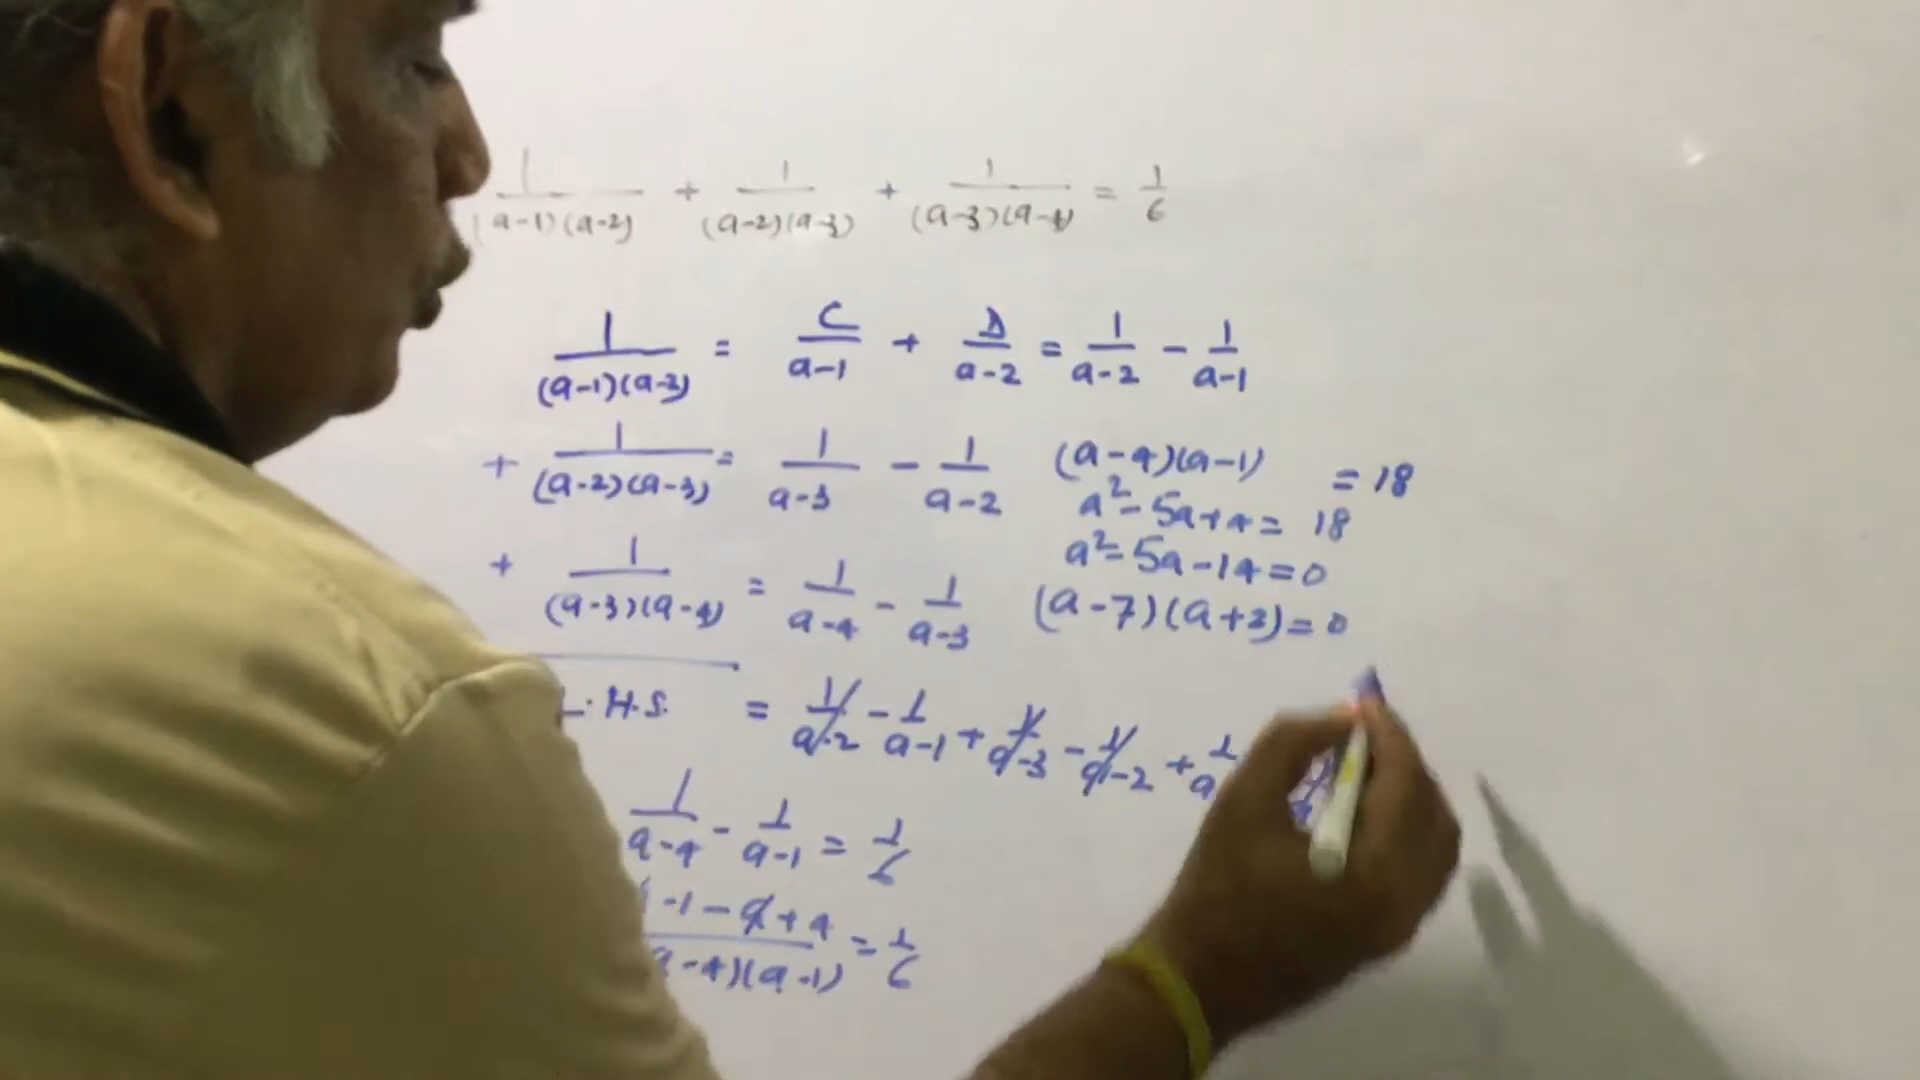 1/(a-1)(a-2) + 1/(a-2)(a-3) + 1/(a-3)(a-4) = 1/6
1/(a-1)(a-2) = C/a-1 + D/a-2 = 1/a-2 - 1/a-1
+ 1/(a-2)(a-3) = 1/a-3 - 1/a-2
(a-4)(a-1) = 18
a²-5a+4 = 18
a²-5a-14=0
+ 1/(a-3)(a-4) = 1/a-4 - 1/a-3
(a-7)(a+2)=0
L.H.S. = 1/a-2 - 1/a-1 + 1/a-3 - 1/a-2 + 1/a
1/a-4 - 1/a-1 = 1/6
-1-a+4/(a-4)(a-1) = 1/6